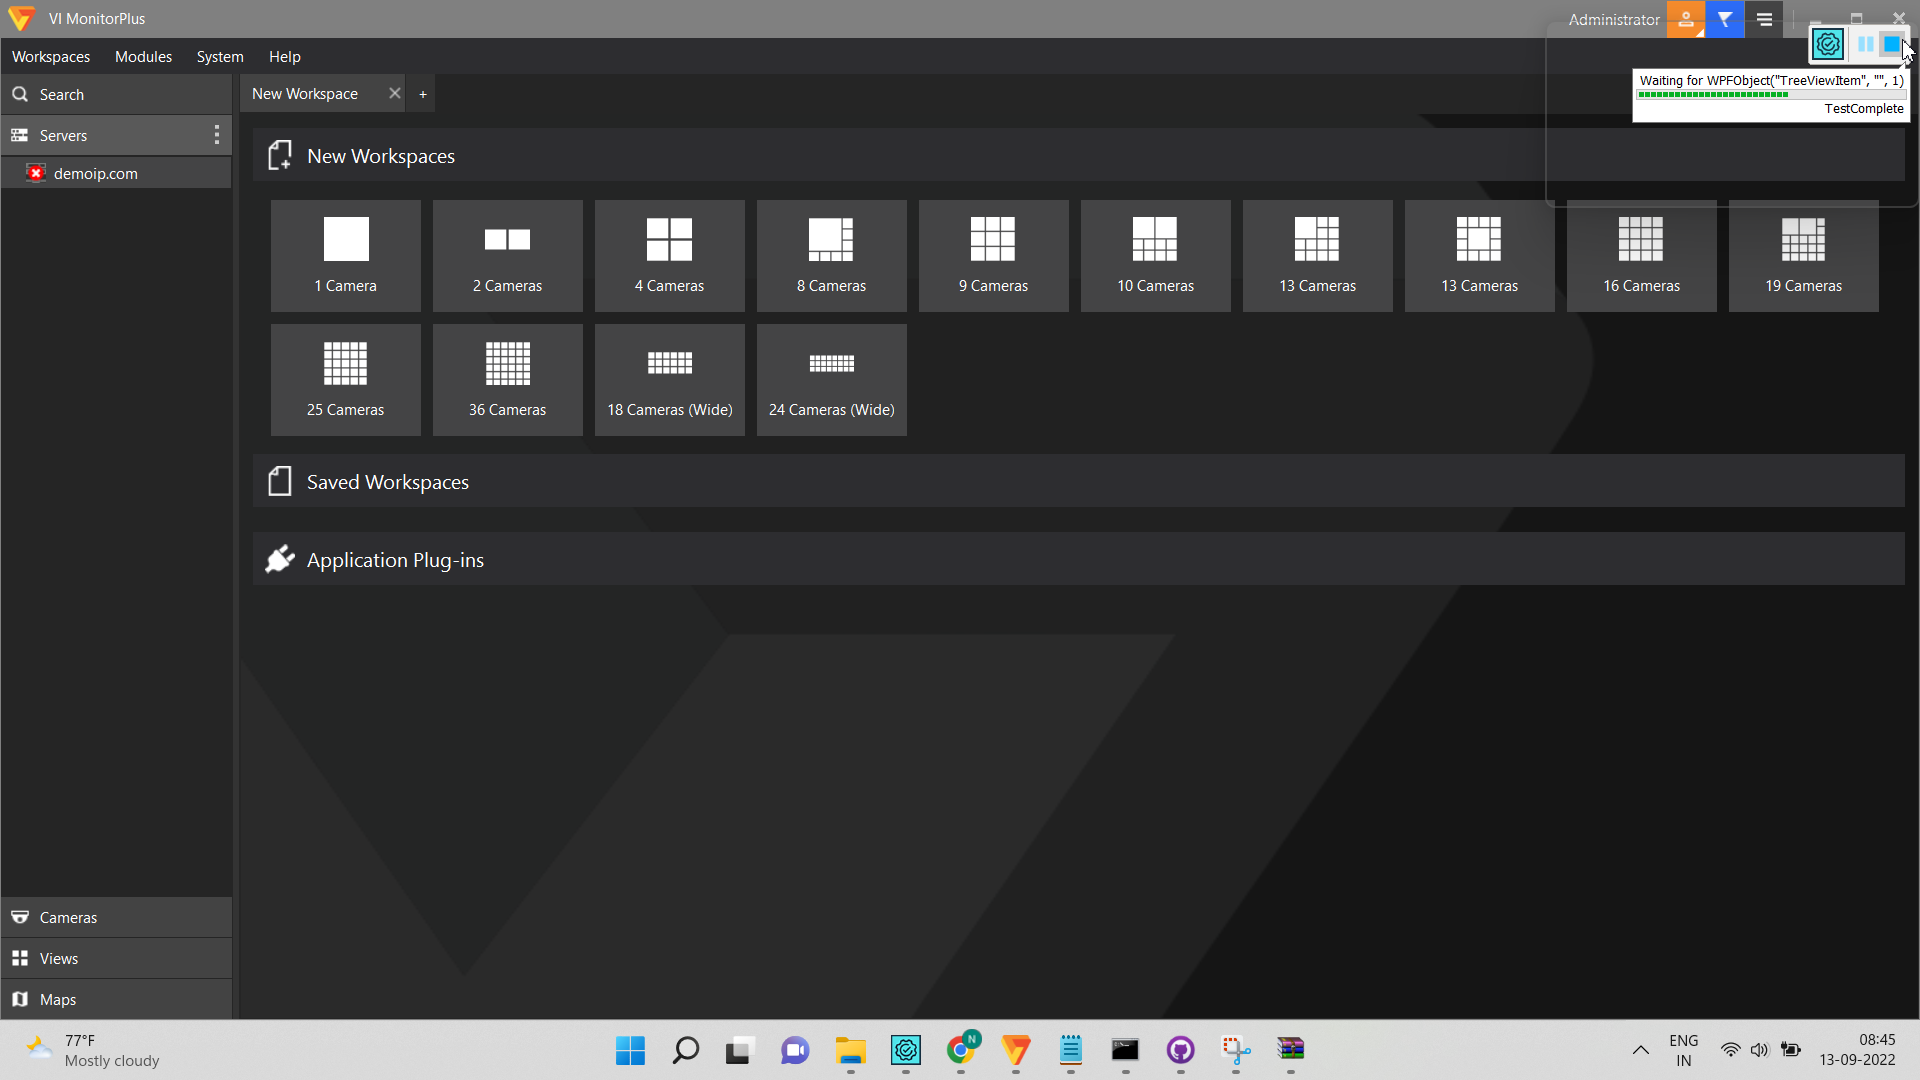 VI MonitorPlus
Administrator
Workspaces Modules System Help
Search
New Workspace
+
Waiting for WPFObject("TreeViewItem", "", 1)
TestComplete
Servers
demoip.com
New Workspaces
1 Camera
2 Cameras
4 Cameras
8 Cameras
9 Cameras
10 Cameras
13 Cameras
13 Cameras
16 Cameras
19 Cameras
25 Cameras
36 Cameras
18 Cameras (Wide)
24 Cameras (Wide)
Saved Workspaces
Application Plug-ins
Cameras
Views
Maps
77°F
Mostly cloudy
N
ENG
IN
08:45
13-09-2022